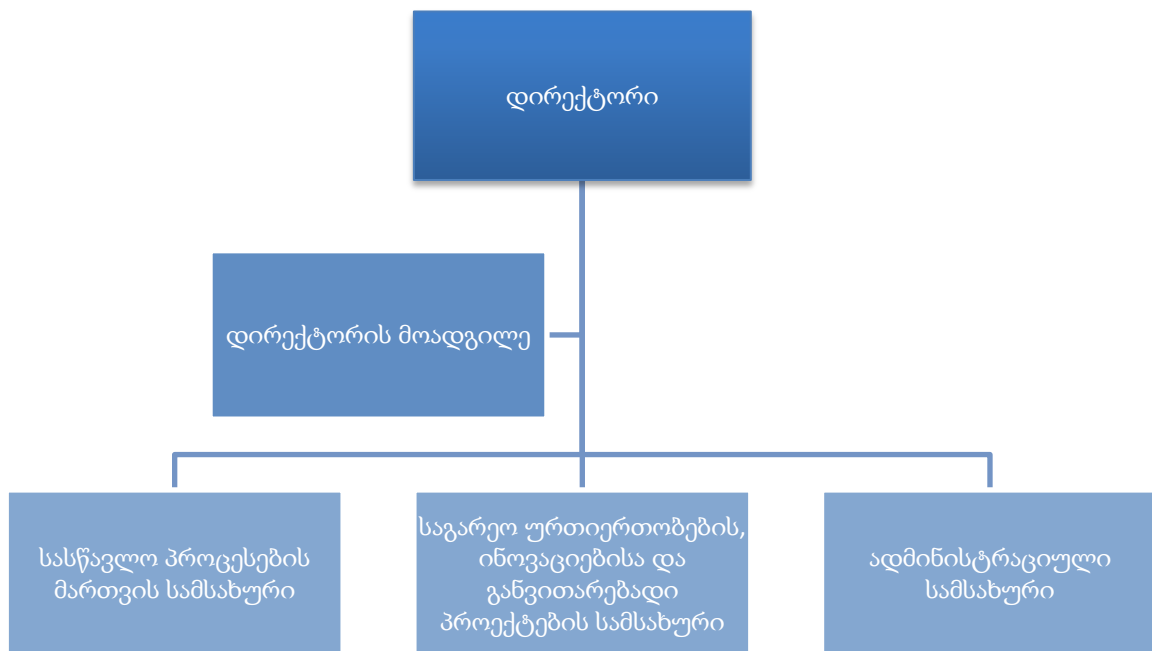 დირექტორი
დირექტორის მოადგილე
სასწავლო პროცესების
მართვის სამსახური
საგარეო ურთიერთობების,
ინოვაციებისა და
განვითარებადი
პროექტების სამსახური
ადმინისტრაციული
სამსახური